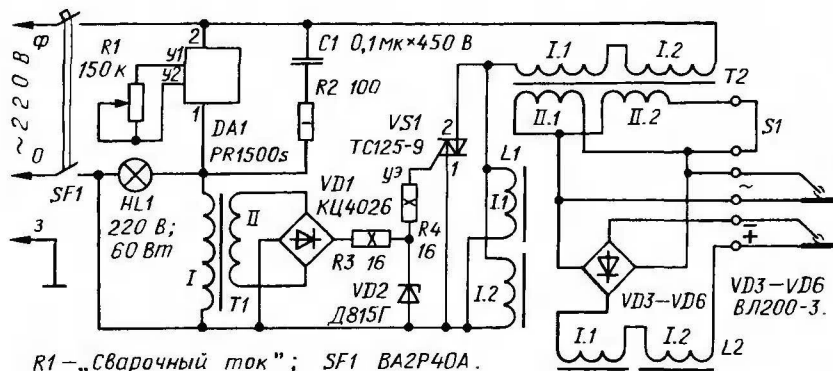 ~220 В
Ф
0
З
SF1
R1
150 к
У1
У2
2
1
DA1
PR1500s
C1 0,1мк×450 В
R2 100
HL1
220 В;
60 Вт
I
II
T1
VD1
КЦ402б
R3 16
VD2
Д815Г
R4
16
УЭ
VS1
ТС125-9
2
1
L1
I.1
I.2
I.1
I.2
T2
II.1
II.2
S1
~
VD3–VD6
I.1
I.2
L2
VD3–VD6
ВЛ200-3.
R1–„Сварочный ток"; SF1 ВА2Р40А.